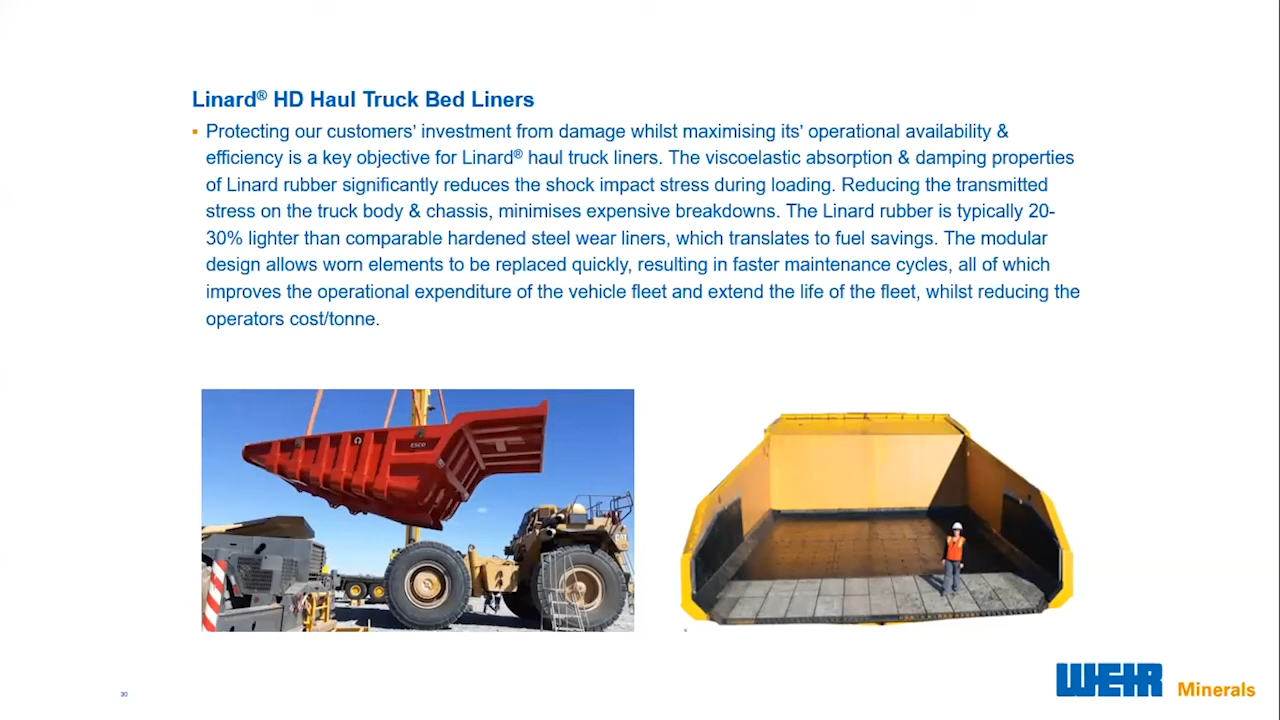 Linard® HD Haul Truck Bed Liners
▪ Protecting our customers’ investment from damage whilst maximising its’ operational availability &
efficiency is a key objective for Linard® haul truck liners. The viscoelastic absorption & damping properties
of Linard rubber significantly reduces the shock impact stress during loading. Reducing the transmitted
stress on the truck body & chassis, minimises expensive breakdowns. The Linard rubber is typically 20-
30% lighter than comparable hardened steel wear liners, which translates to fuel savings. The modular
design allows worn elements to be replaced quickly, resulting in faster maintenance cycles, all of which
improves the operational expenditure of the vehicle fleet and extend the life of the fleet, whilst reducing the
operators cost/tonne.
ESCO
CAT
30
WEIR Minerals